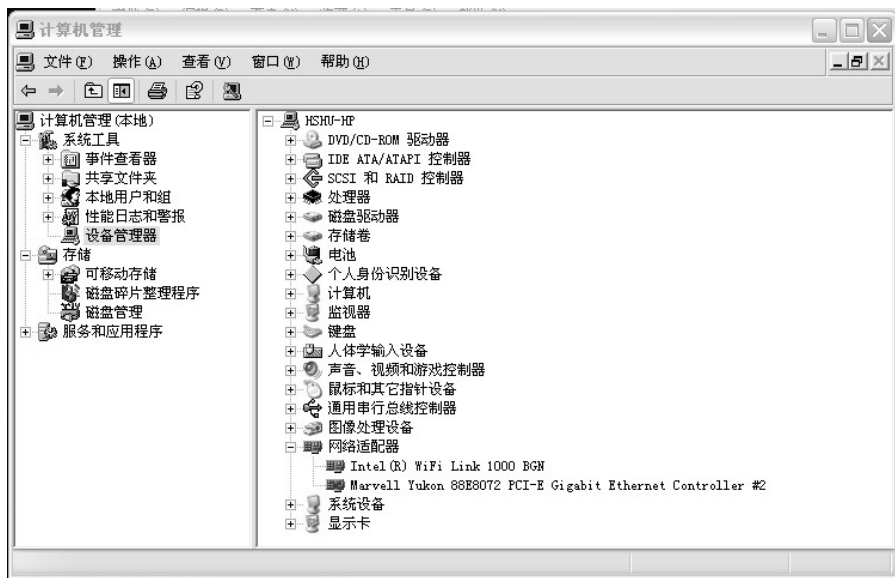 计算机管理
文件(F) 操作(A) 查看(V) 窗口(W) 帮助(H)
计算机管理(本地)
系统工具
事件查看器
共享文件夹
本地用户和组
性能日志和警报
设备管理器
存储
可移动存储
磁盘碎片整理程序
磁盘管理
服务和应用程序
HSHU-HP
DVD/CD-ROM 驱动器
IDE ATA/ATAPI 控制器
SCSI 和 RAID 控制器
处理器
磁盘驱动器
存储卷
电池
个人身份识别设备
计算机
监视器
键盘
人体学输入设备
声音、视频和游戏控制器
鼠标和其它指针设备
通用串行总线控制器
图像处理设备
网络适配器
Intel(R) WiFi Link 1000 BGN
Marvell Yukon 88E8072 PCI-E Gigabit Ethernet Controller #2
系统设备
显示卡